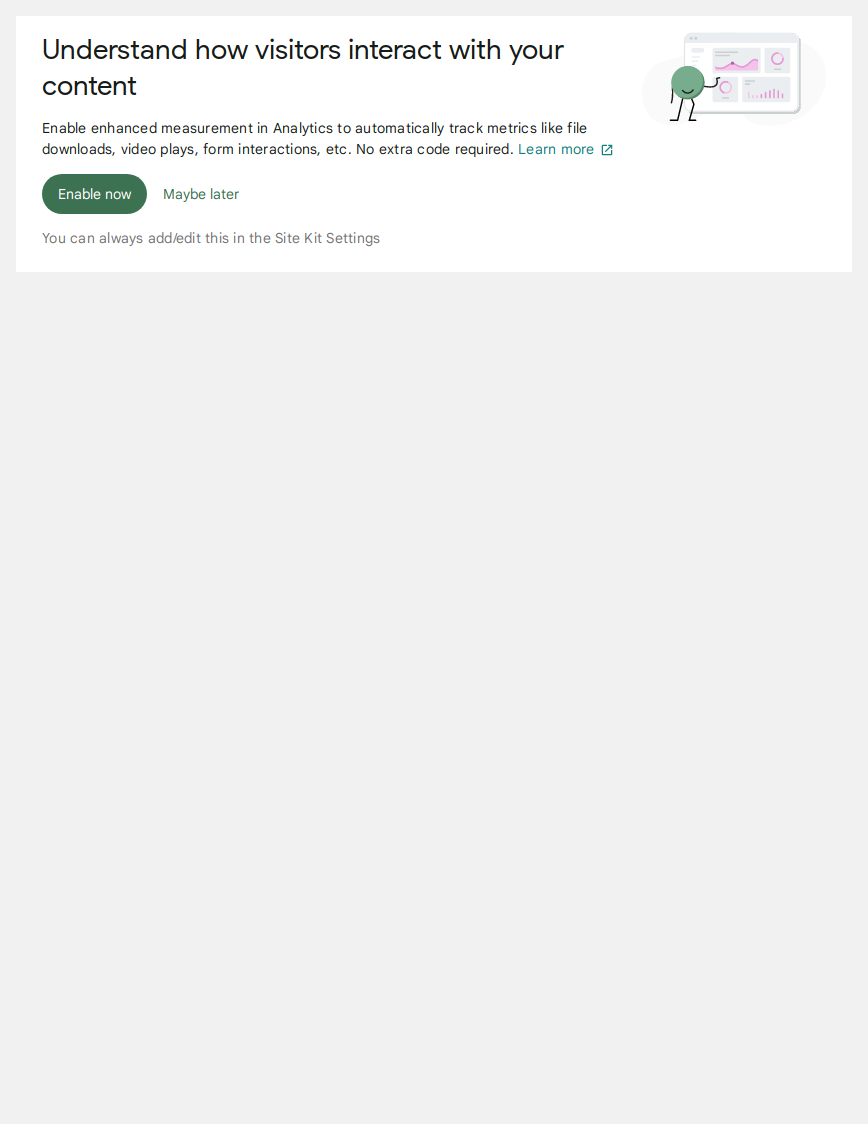 Understand how visitors interact with your
content
Enable enhanced measurement in Analytics to automatically track metrics like file
downloads, video plays, form interactions, etc. No extra code required. Learn more
Enable now
Maybe later
You can always add/edit this in the Site Kit Settings